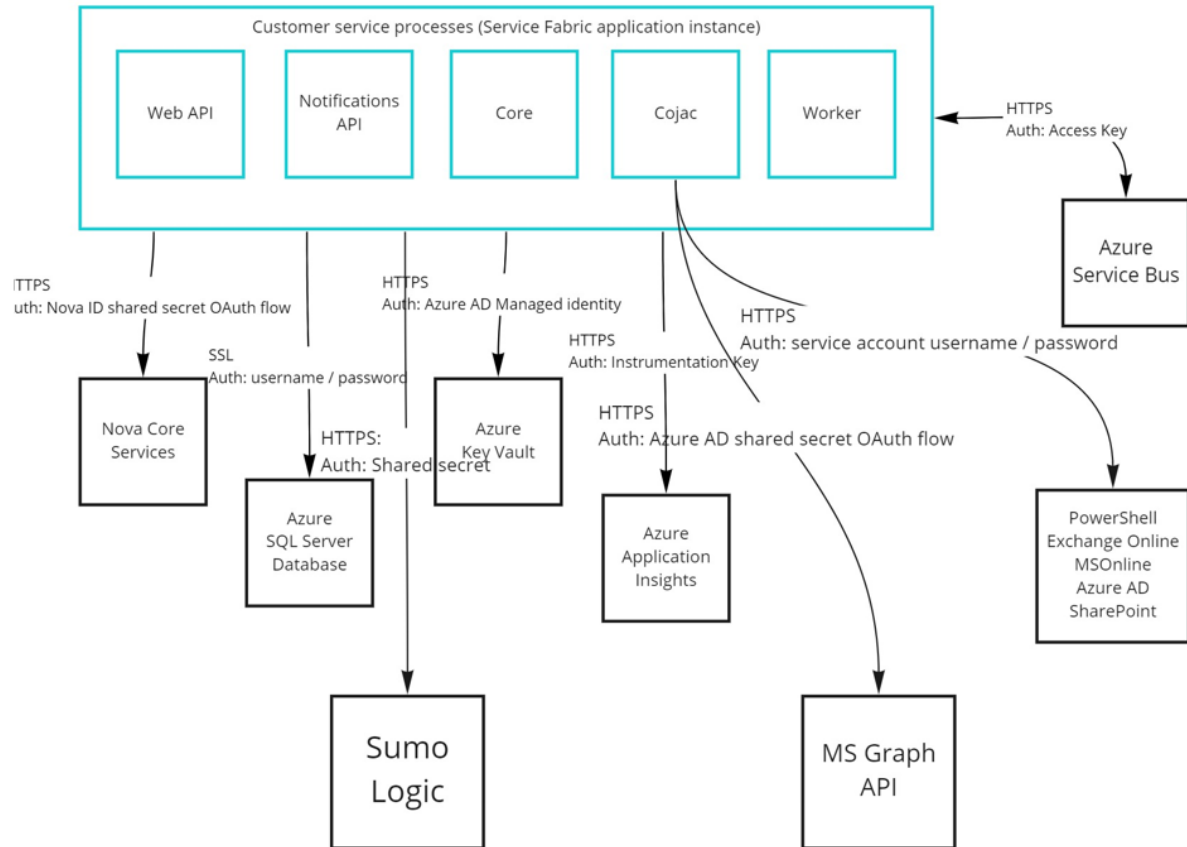 Customer service processes (Service Fabric application instance)
Web API
Notifications
API
Core
Cojac
Worker
HTTPS
Auth: Access Key
Azure
Service Bus
HTTPS
Auth: Nova ID shared secret OAuth flow
SSL
Auth: username / password
HTTPS:
Auth: Shared secret
HTTPS
Auth: Azure AD Managed identity
HTTPS
Auth: Instrumentation Key
HTTPS
Auth: service account username / password
HTTPS
Auth: Azure AD shared secret OAuth flow
Nova Core
Services
Azure
SQL Server
Database
Azure
Key Vault
Azure
Application
Insights
PowerShell
Exchange Online
MSOnline
Azure AD
SharePoint
Sumo
Logic
MS Graph
API